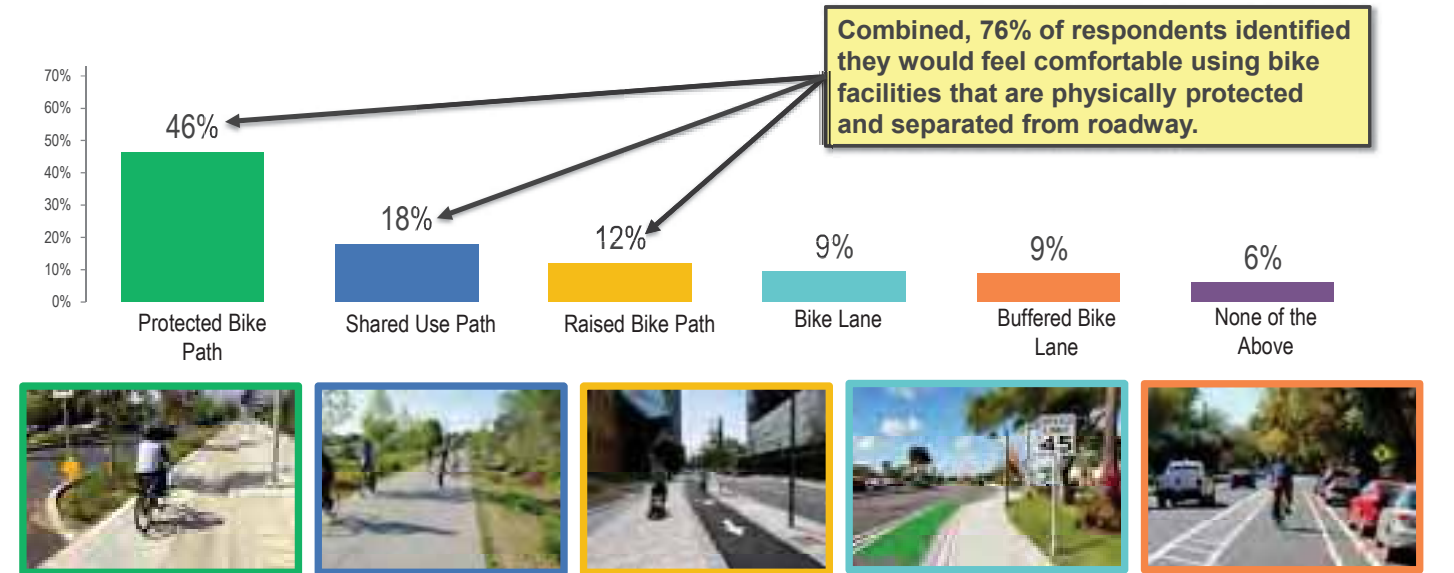 Combined, 76% of respondents identified
they would feel comfortable using bike
facilities that are physically protected
and separated from roadway.
70%
60%
50%
40%
30%
20%
10%
0%
46%
18%
12%
9%
9%
6%
Protected Bike
Path
Shared Use Path
Raised Bike Path
Bike Lane
Buffered Bike
Lane
None of the
Above
45